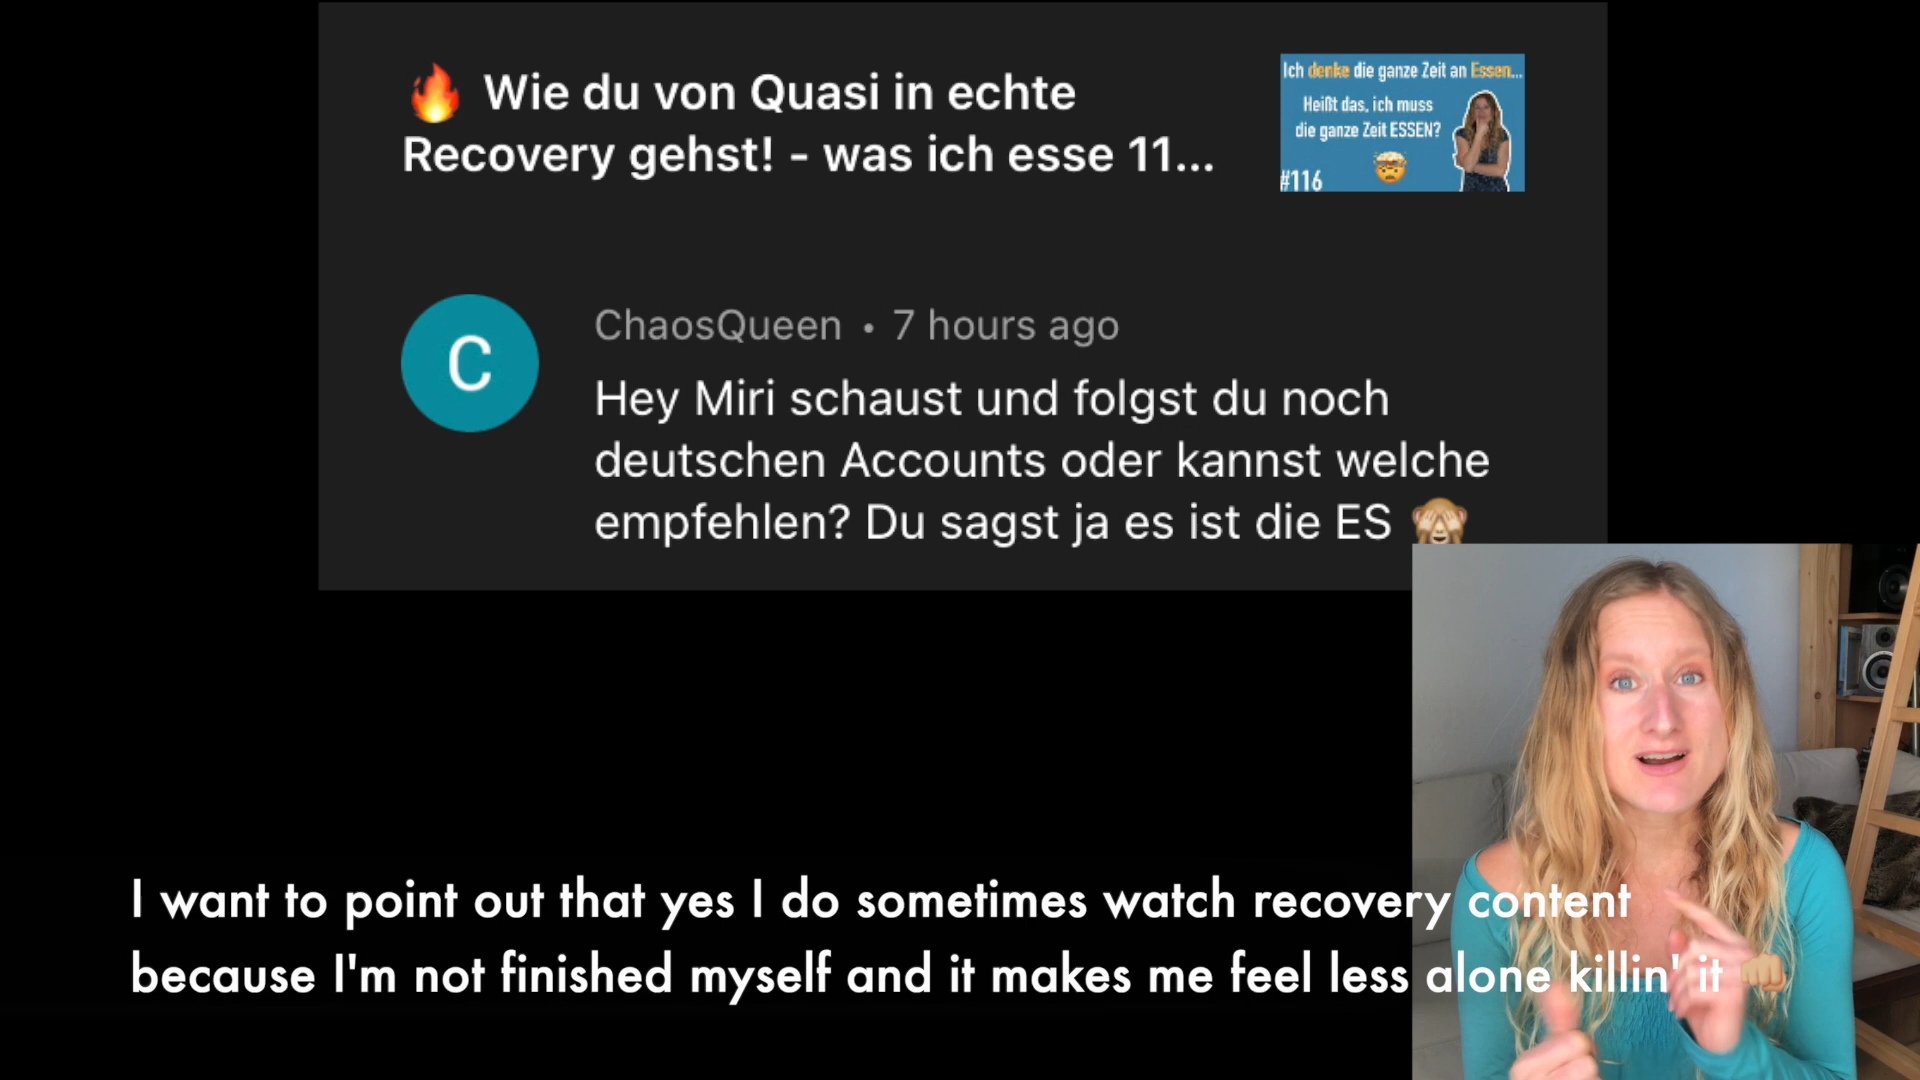 🔥 Wie du von Quasi in echte
Recovery gehst! - was ich esse 11...
Ich denke die ganze Zeit an Essen...
Heißt das, ich muss
die ganze Zeit ESSEN?
#116
C
ChaosQueen • 7 hours ago
Hey Miri schaust und folgst du noch
deutschen Accounts oder kannst welche
empfehlen? Du sagst ja es ist die ES 🙈
I want to point out that yes I do sometimes watch recovery content
because I'm not finished myself and it makes me feel less alone killin' it 👊🏼